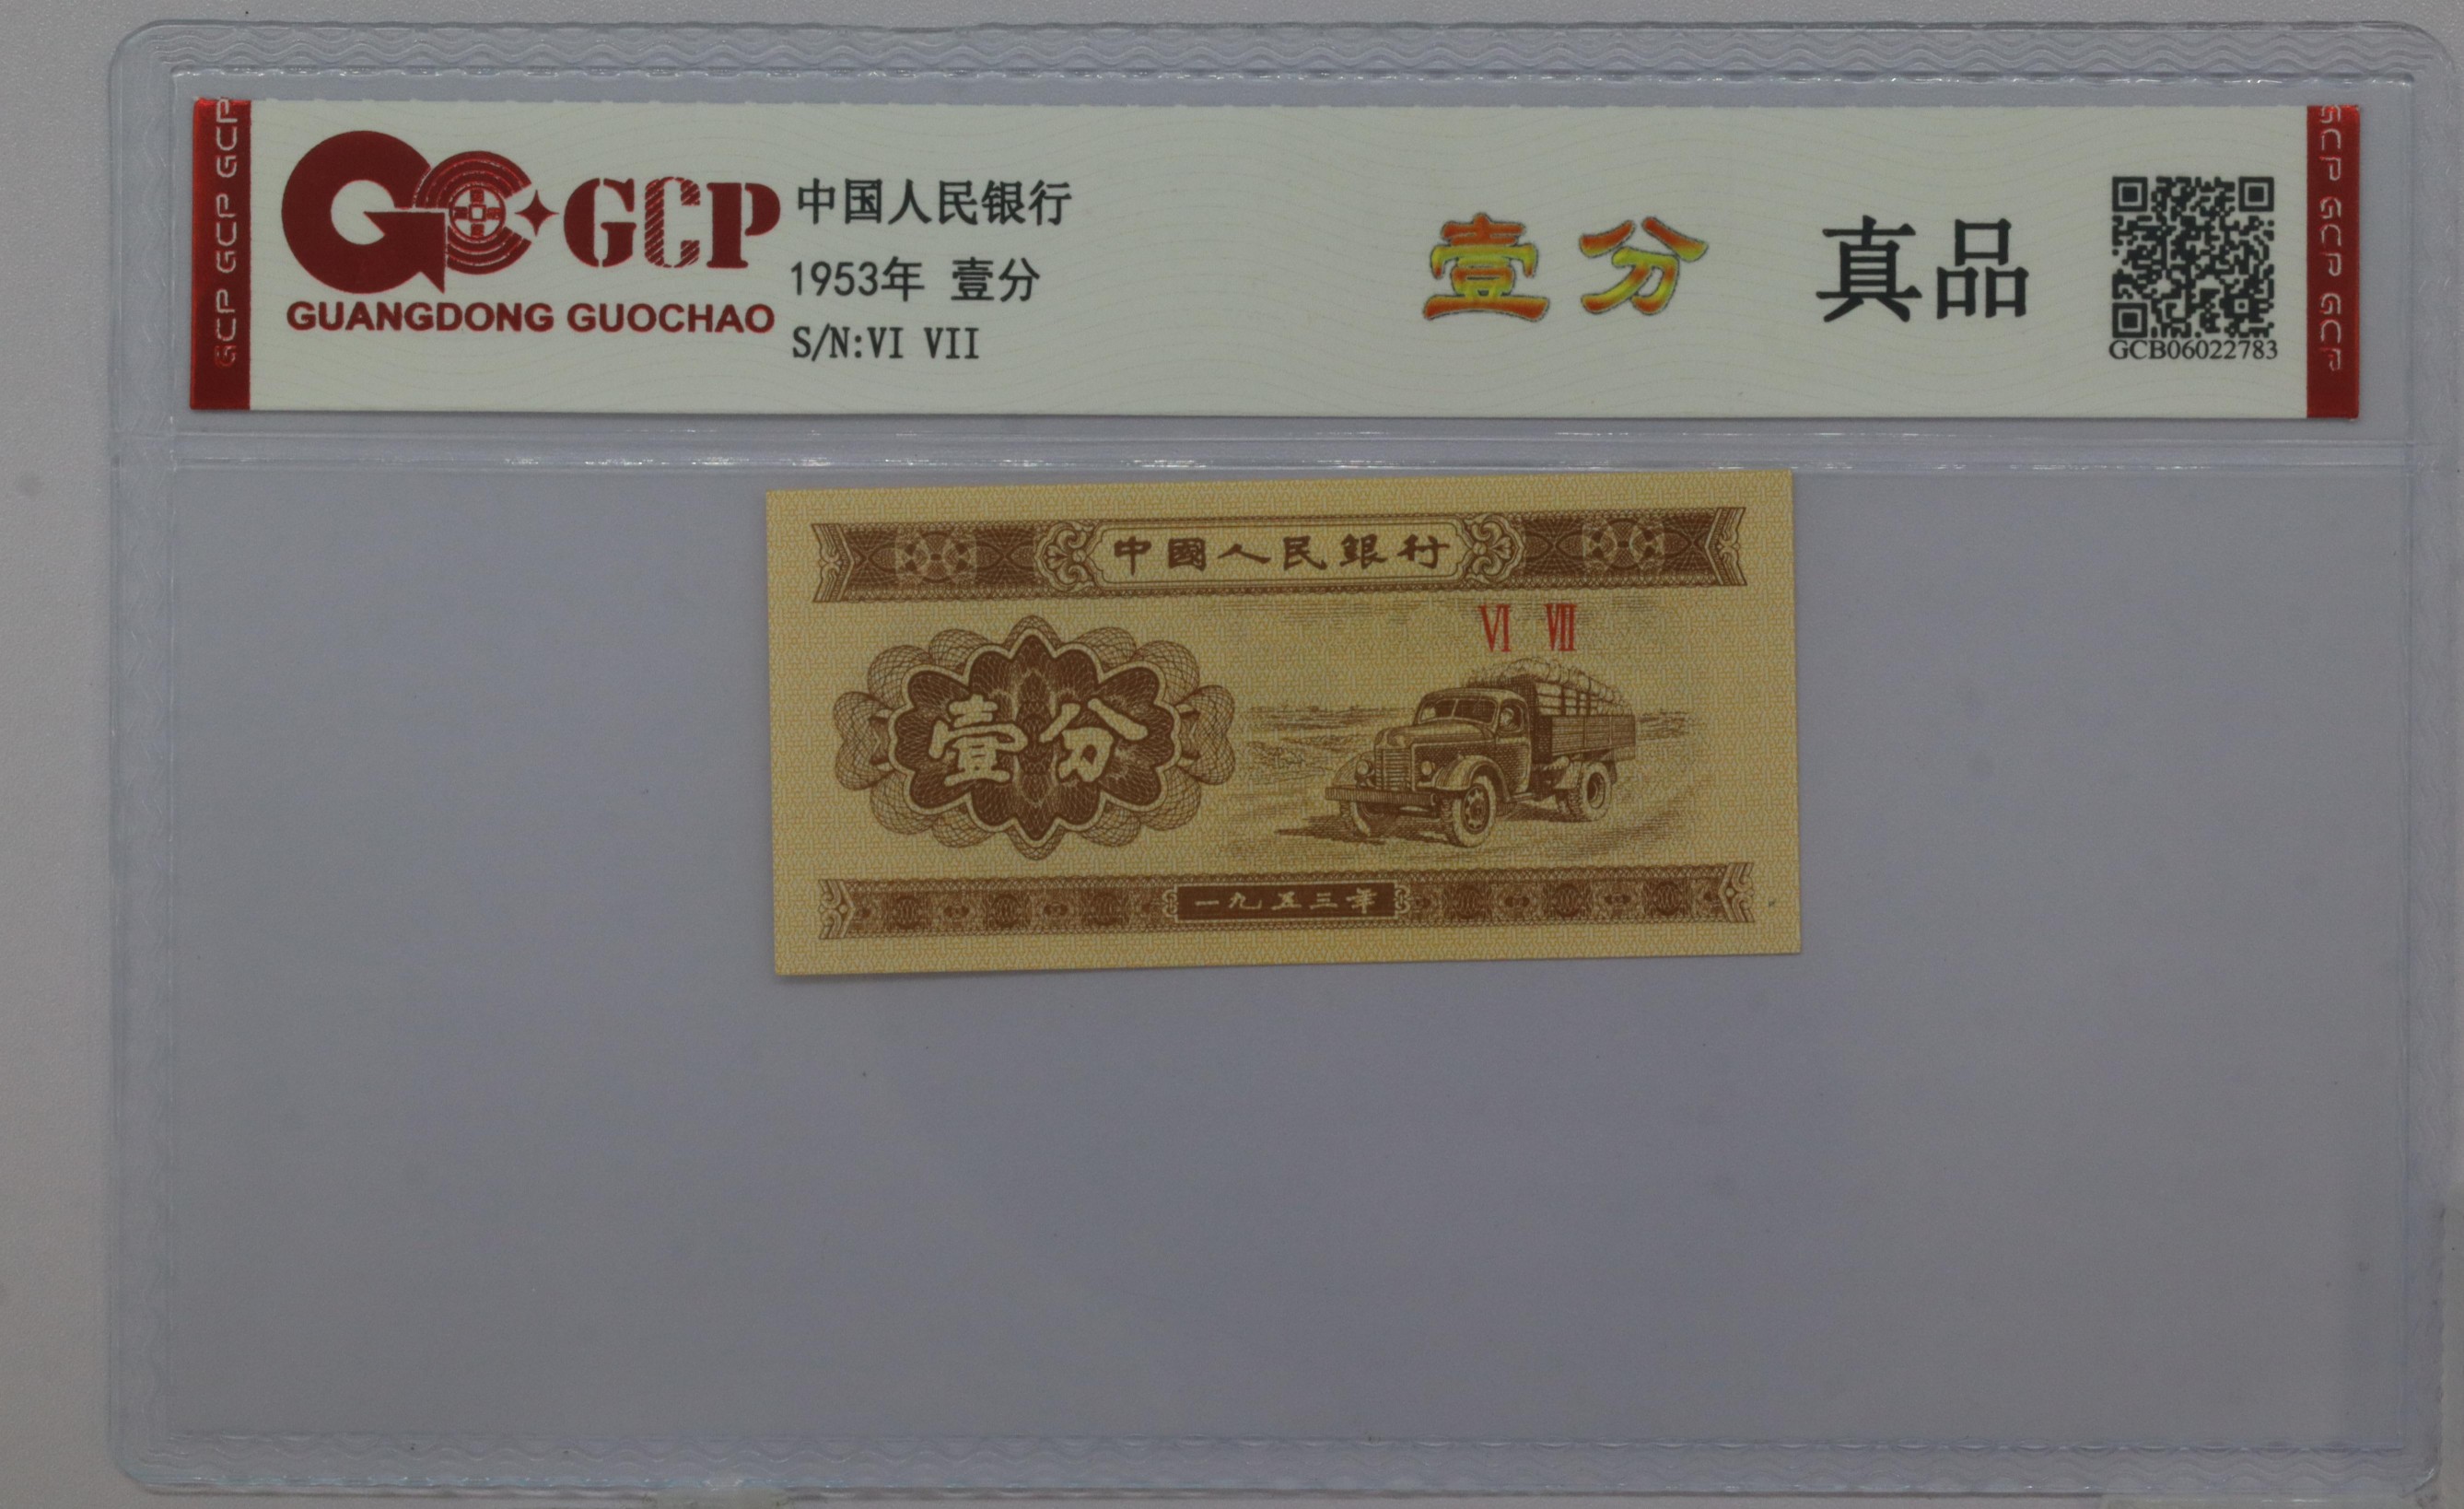 GCP GCP GCP
GCP
GUANGDONG GUOCHAO
中国人民银行
1953年 壹分
S/N:VI VII
壹分 真品
GCB06022783
GCP GCP GCP
中國人民銀行
VI VII
壹分
一九五三年